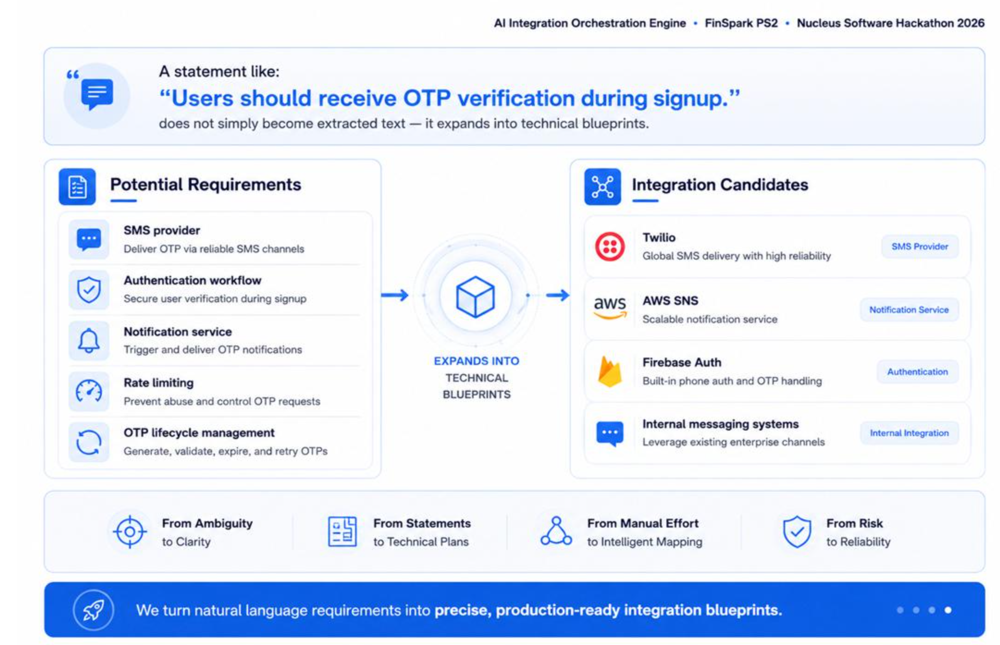 AI Integration Orchestration Engine • FinSpark PS2 • Nucleus Software Hackathon 2026
A statement like:
“Users should receive OTP verification during signup.”
does not simply become extracted text — it expands into technical blueprints.
Potential Requirements
SMS provider
Deliver OTP via reliable SMS channels
Authentication workflow
Secure user verification during signup
Notification service
Trigger and deliver OTP notifications
Rate limiting
Prevent abuse and control OTP requests
OTP lifecycle management
Generate, validate, expire, and retry OTPs
EXPANDS INTO
TECHNICAL
BLUEPRINTS
Integration Candidates
Twilio
Global SMS delivery with high reliability
SMS Provider
aws
AWS SNS
Scalable notification service
Notification Service
Firebase Auth
Built-in phone auth and OTP handling
Authentication
Internal messaging systems
Leverage existing enterprise channels
Internal Integration
From Ambiguity
to Clarity
From Statements
to Technical Plans
From Manual Effort
to Intelligent Mapping
From Risk
to Reliability
We turn natural language requirements into precise, production-ready integration blueprints.